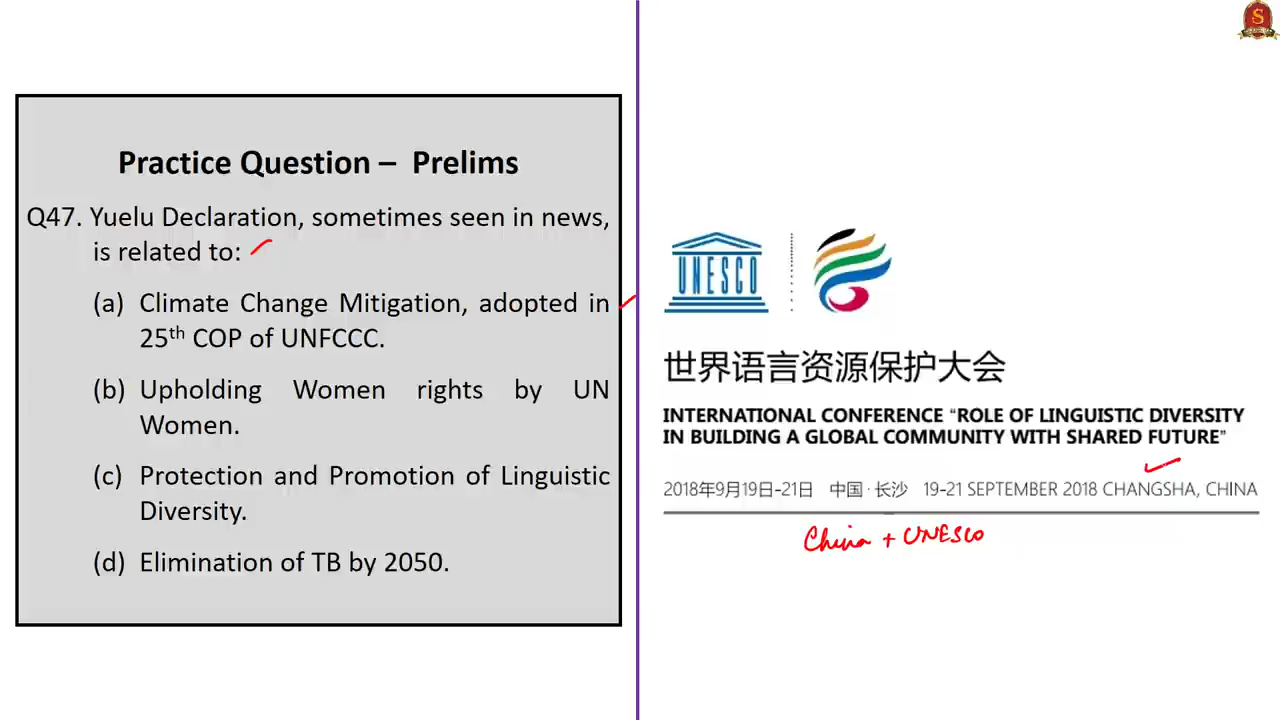 Practice Question – Prelims
Q47. Yuelu Declaration, sometimes seen in news,
is related to:
(a) Climate Change Mitigation, adopted in
25th COP of UNFCCC.
(b) Upholding Women rights by UN
Women.
(c) Protection and Promotion of Linguistic
Diversity.
(d) Elimination of TB by 2050.
S
UNESCO
世界语言资源保护大会
INTERNATIONAL CONFERENCE “ROLE OF LINGUISTIC DIVERSITY
IN BUILDING A GLOBAL COMMUNITY WITH SHARED FUTURE”
2018年9月19日-21日 中国·长沙 19-21 SEPTEMBER 2018 CHANGSHA, CHINA
China + UNESCO